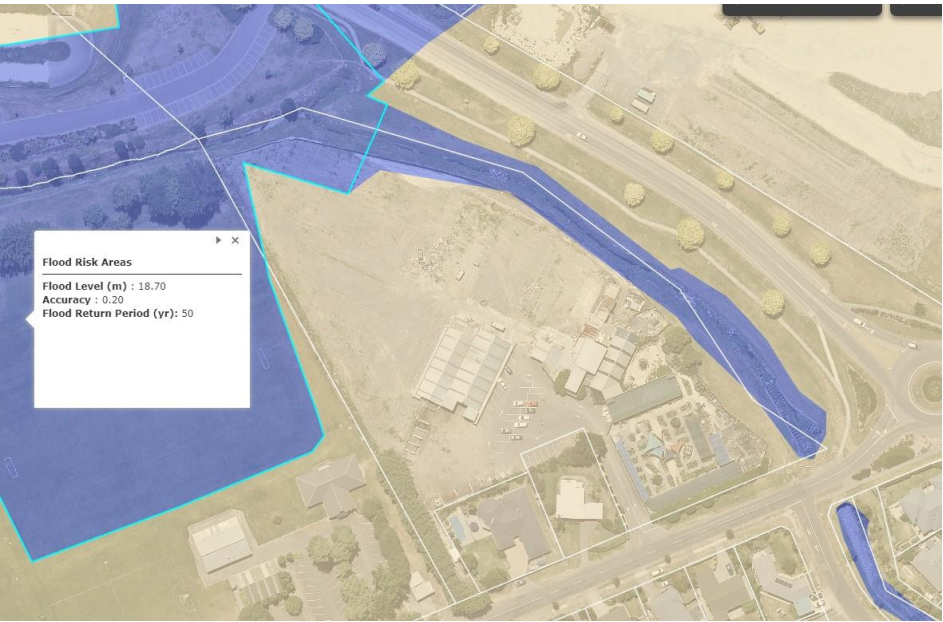 Flood Risk Areas
Flood Level (m) : 18.70
Accuracy : 0.20
Flood Return Period (yr): 50